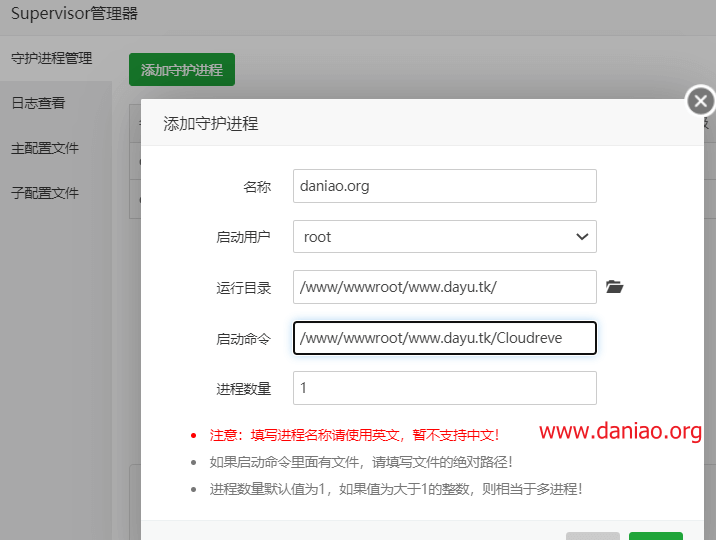 Supervisor管理器
守护进程管理
添加守护进程
日志查看
主配置文件
子配置文件
添加守护进程
名称
daniao.org
启动用户
root
运行目录
/www/wwwroot/www.dayu.tk/
启动命令
/www/wwwroot/www.dayu.tk/Cloudreve
进程数量
1
注意：填写进程名称请使用英文，暂不支持中文！
www.daniao.org
如果启动命令里面有文件，请填写文件的绝对路径！
进程数量默认值为1，如果值为大于1的整数，则相当于多进程！